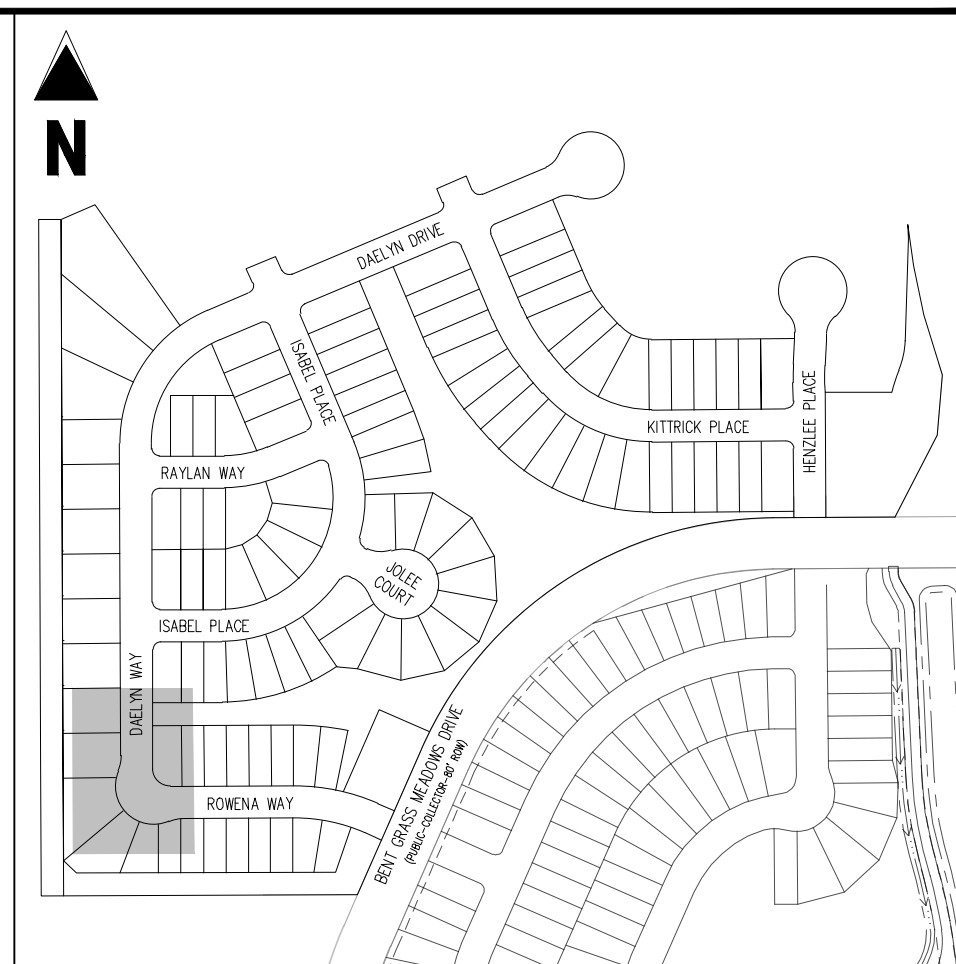 N
DAELYN DRIVE
ISABEL PLACE
KITTRICK PLACE
HENZLEE PLACE
RAYLAN WAY
JOLEE
COURT
ISABEL PLACE
DAELYN WAY
ROWENA WAY
BENT GRASS MEADOWS DRIVE
(PUBLIC-COLLECTOR-80' ROW)